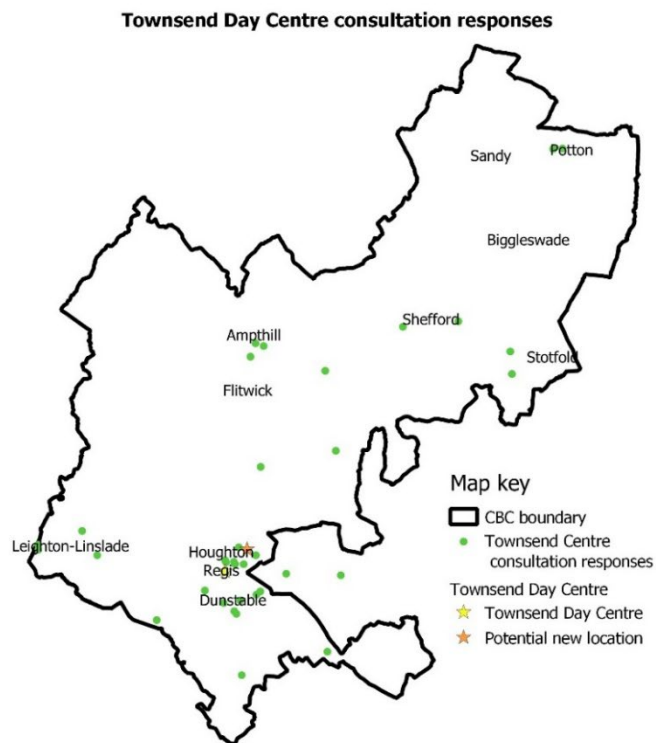 Townsend Day Centre consultation responses
Sandy
Potton
Biggleswade
Shefford
Ampthill
Stotfold
Flitwick
Map key
CBC boundary
Leighton-Linslade
Houghton
Regis
Townsend Centre
consultation responses
Townsend Day Centre
Dunstable
Townsend Day Centre
Potential new location